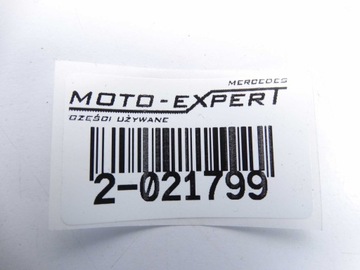 MERCEDES
MOTO-EXPERT
CZĘŚCI UŻYWANE
2-021799